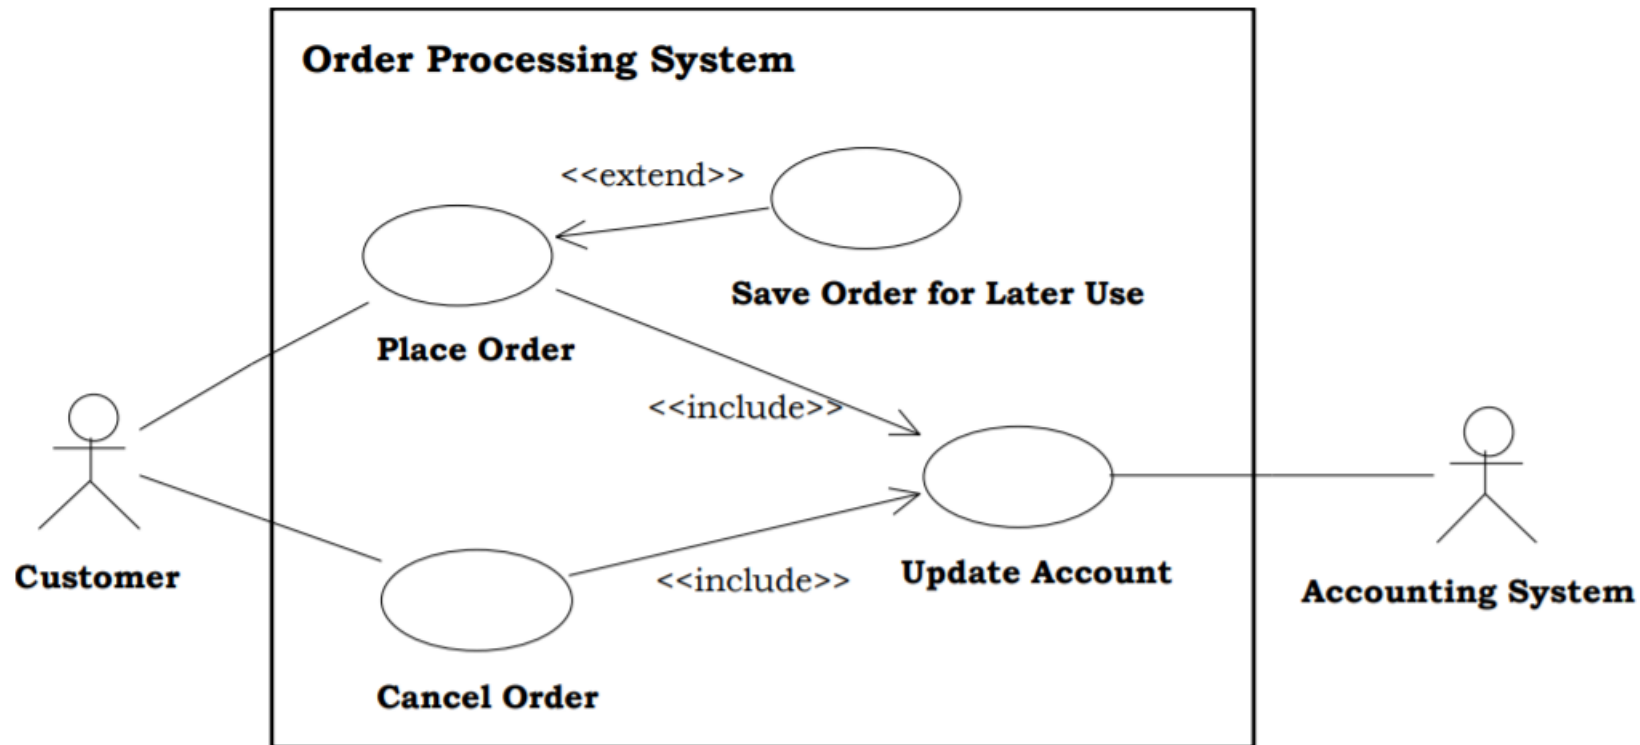 Order Processing System
<<extend>>
Save Order for Later Use
Place Order
<<include>>
Update Account
<<include>>
Customer
Accounting System
Cancel Order